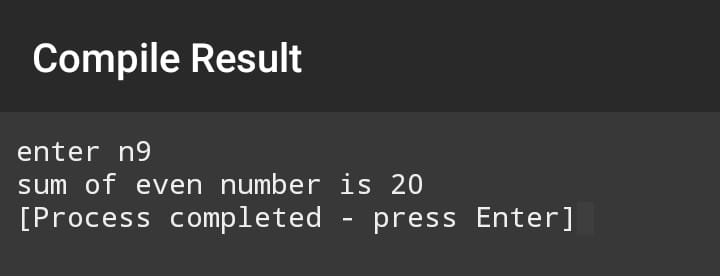 Compile Result
enter n9
sum of even number is 20
[Process completed - press Enter]